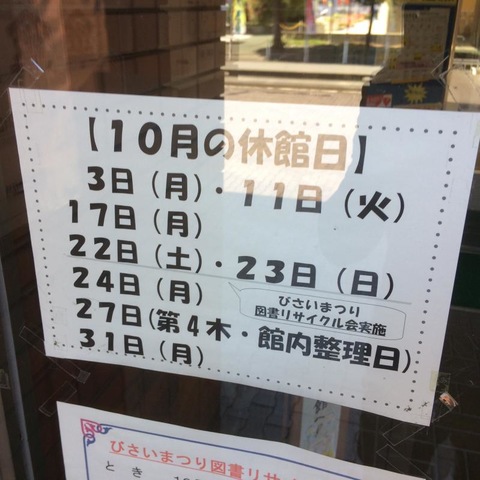 【10月の休館日】
3日(月)・11日(火)
17日(月)
22日(土)・23日(日)
びさいまつり
図書リサイクル会実施
24日(月)
27日(第4木・館内整理日)
31日(月)
びさいまつり図書リサイ
とき